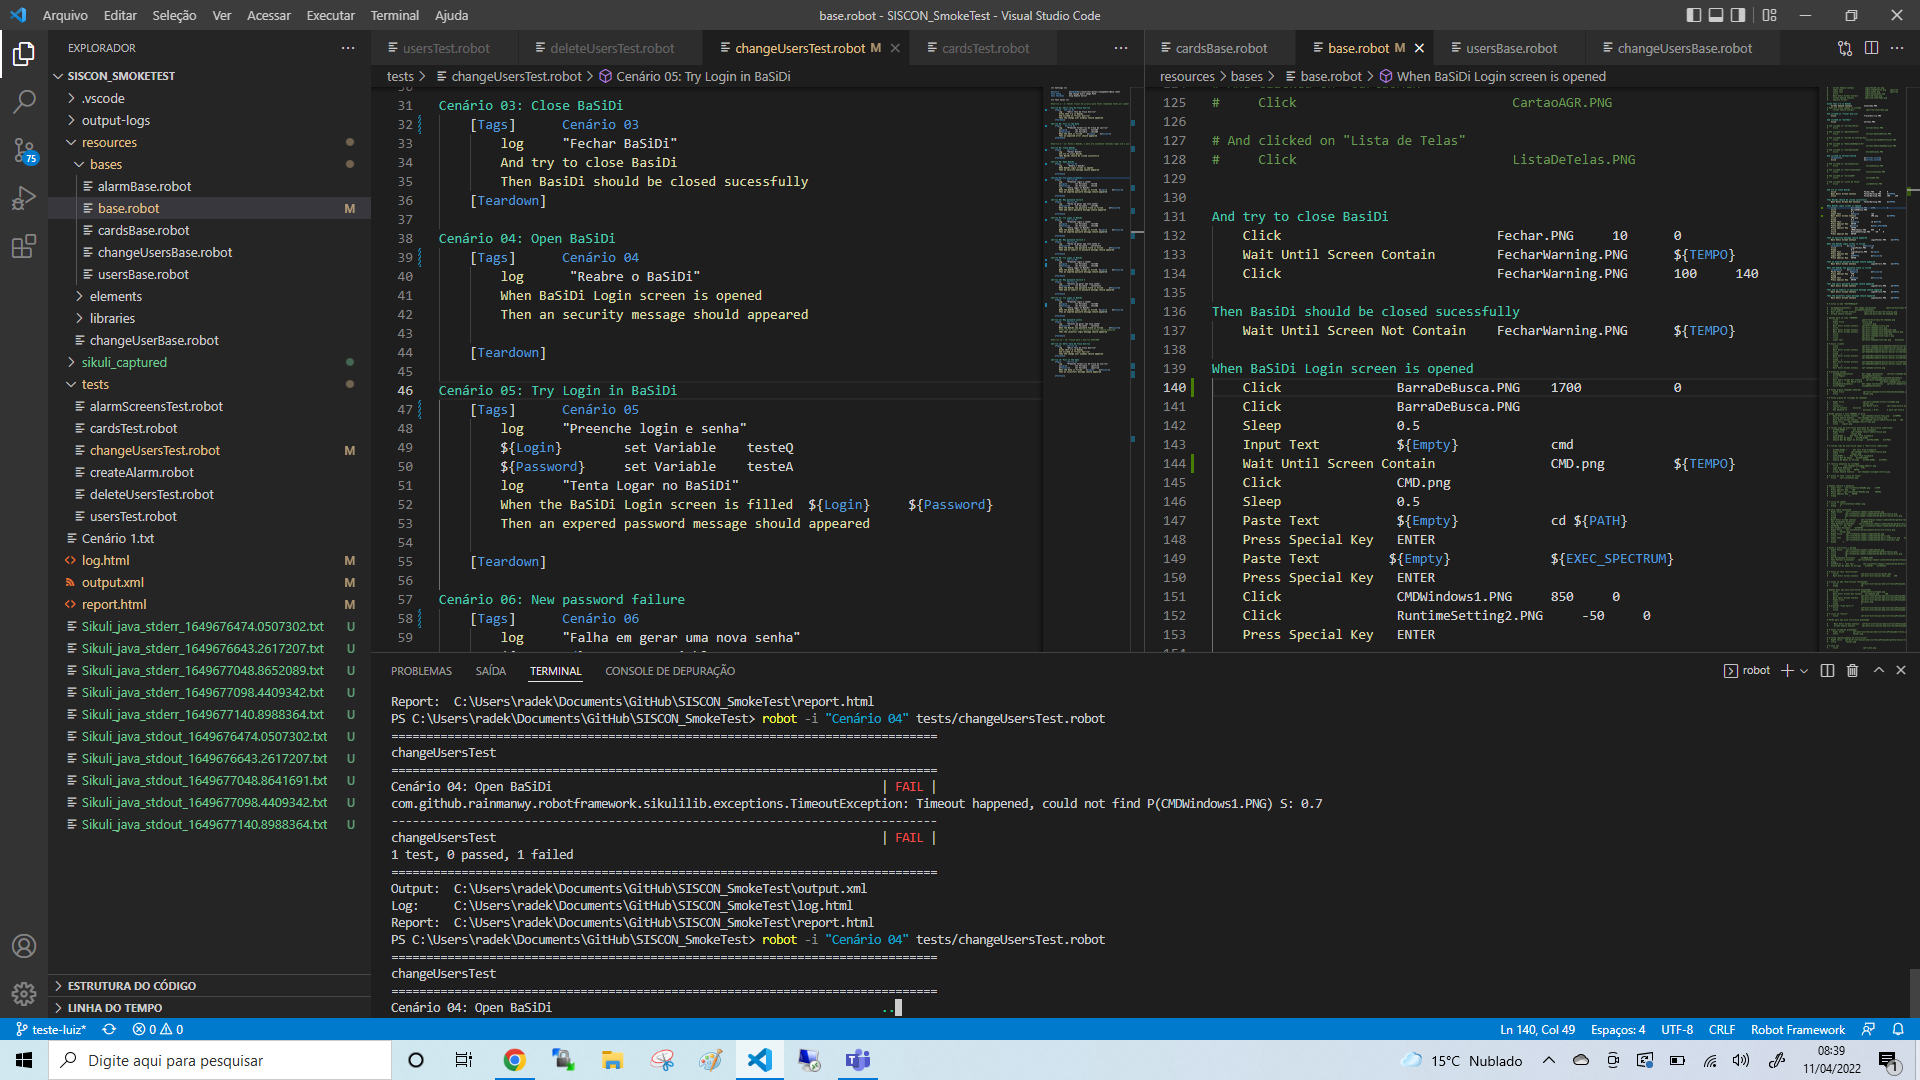 Arquivo Editar Seleção Ver Acessar Executar Terminal Ajuda
base.robot - SISCON_SmokeTest - Visual Studio Code
EXPLORADOR
SISCON_SMOKETEST
.vscode
output-logs
resources
bases
alarmBase.robot
base.robot M
cardsBase.robot
changeUsersBase.robot
usersBase.robot
elements
libraries
changeUserBase.robot
sikuli_captured
tests
alarmScreensTest.robot
cardsTest.robot
changeUsersTest.robot M
createAlarm.robot
deleteUsersTest.robot
usersTest.robot
Cenário 1.txt
log.html M
output.xml M
report.html M
Sikuli_java_stderr_1649676474.0507302.txt U
Sikuli_java_stderr_1649676643.2617207.txt U
Sikuli_java_stderr_1649677048.8652089.txt U
Sikuli_java_stderr_1649677098.4409342.txt U
Sikuli_java_stderr_1649677140.8988364.txt U
Sikuli_java_stdout_1649676474.0507302.txt U
Sikuli_java_stdout_1649676643.2617207.txt U
Sikuli_java_stdout_1649677048.8641691.txt U
Sikuli_java_stdout_1649677098.4409342.txt U
Sikuli_java_stdout_1649677140.8988364.txt U
ESTRUTURA DO CÓDIGO
LINHA DO TEMPO
75
usersTest.robot deleteUsersTest.robot changeUsersTest.robot M cardsTest.robot
tests > changeUsersTest.robot > Cenário 05: Try Login in BaSiDi
31 Cenário 03: Close BaSiDi
32 [Tags] Cenário 03
33 log "Fechar BaSiDi"
34 And try to close BasiDi
35 Then BasiDi should be closed sucessfully
36 [Teardown]
37
38 Cenário 04: Open BaSiDi
39 [Tags] Cenário 04
40 log "Reabre o BaSiDi"
41 When BaSiDi Login screen is opened
42 Then an security message should appeared
43
44 [Teardown]
45
46 Cenário 05: Try Login in BaSiDi
47 [Tags] Cenário 05
48 log "Preenche login e senha"
49 ${Login} set Variable testeQ
50 ${Password} set Variable testeA
51 log "Tenta Logar no BaSiDi"
52 When the BaSiDi Login screen is filled ${Login} ${Password}
53 Then an expered password message should appeared
54
55 [Teardown]
56
57 Cenário 06: New password failure
58 [Tags] Cenário 06
59 log "Falha em gerar uma nova senha"
cardsBase.robot base.robot M usersBase.robot changeUsersBase.robot
resources > bases > base.robot > When BaSiDi Login screen is opened
125 # Click CartaoAGR.PNG
126
127 # And clicked on "Lista de Telas"
128 # Click ListaDeTelas.PNG
129
130
131 And try to close BasiDi
132 Click Fechar.PNG 10 0
133 Wait Until Screen Contain FecharWarning.PNG ${TEMPO}
134 Click FecharWarning.PNG 100 140
135
136 Then BasiDi should be closed sucessfully
137 Wait Until Screen Not Contain FecharWarning.PNG ${TEMPO}
138
139 When BaSiDi Login screen is opened
140 Click BarraDeBusca.PNG 1700 0
141 Click BarraDeBusca.PNG
142 Sleep 0.5
143 Input Text ${Empty} cmd
144 Wait Until Screen Contain CMD.png ${TEMPO}
145 Click CMD.png
146 Sleep 0.5
147 Paste Text ${Empty} cd ${PATH}
148 Press Special Key ENTER
149 Paste Text ${Empty} ${EXEC_SPECTRUM}
150 Press Special Key ENTER
151 Click CMDWindows1.PNG 850 0
152 Click RuntimeSetting2.PNG -50 0
153 Press Special Key ENTER
PROBLEMAS SAÍDA TERMINAL CONSOLE DE DEPURAÇÃO
robot
Report: C:\Users\radek\Documents\GitHub\SISCON_SmokeTest\report.html
PS C:\Users\radek\Documents\GitHub\SISCON_SmokeTest> robot -i "Cenário 04" tests/changeUsersTest.robot
==============================================================================
changeUsersTest
==============================================================================
Cenário 04: Open BaSiDi | FAIL |
com.github.rainmanwy.robotframework.sikulilib.exceptions.TimeoutException: Timeout happened, could not find P(CMDWindows1.PNG) S: 0.7
------------------------------------------------------------------------------
changeUsersTest | FAIL |
1 test, 0 passed, 1 failed
==============================================================================
Output: C:\Users\radek\Documents\GitHub\SISCON_SmokeTest\output.xml
Log: C:\Users\radek\Documents\GitHub\SISCON_SmokeTest\log.html
Report: C:\Users\radek\Documents\GitHub\SISCON_SmokeTest\report.html
PS C:\Users\radek\Documents\GitHub\SISCON_SmokeTest> robot -i "Cenário 04" tests/changeUsersTest.robot
==============================================================================
changeUsersTest
==============================================================================
Cenário 04: Open BaSiDi ..
teste-luiz* 0 0
Ln 140, Col 49 Espaços: 4 UTF-8 CRLF Robot Framework
Digite aqui para pesquisar
15°C Nublado
08:39
11/04/2022
1